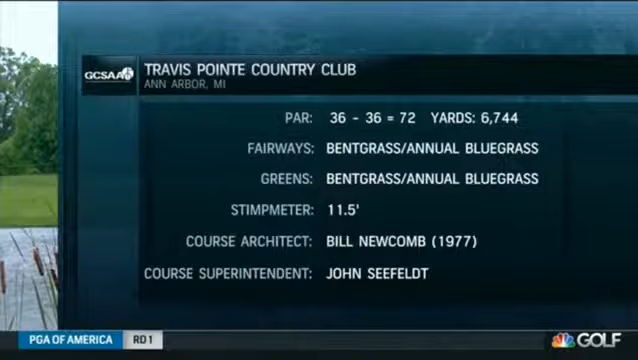 GCSAA
TRAVIS POINTE COUNTRY CLUB
ANN ARBOR, MI
PAR: 36 - 36 = 72 YARDS: 6,744
FAIRWAYS: BENTGRASS/ANNUAL BLUEGRASS
GREENS: BENTGRASS/ANNUAL BLUEGRASS
STIMPMETER: 11.5'
COURSE ARCHITECT: BILL NEWCOMB (1977)
COURSE SUPERINTENDENT: JOHN SEEFELDT
PGA OF AMERICA RD 1 GOLF